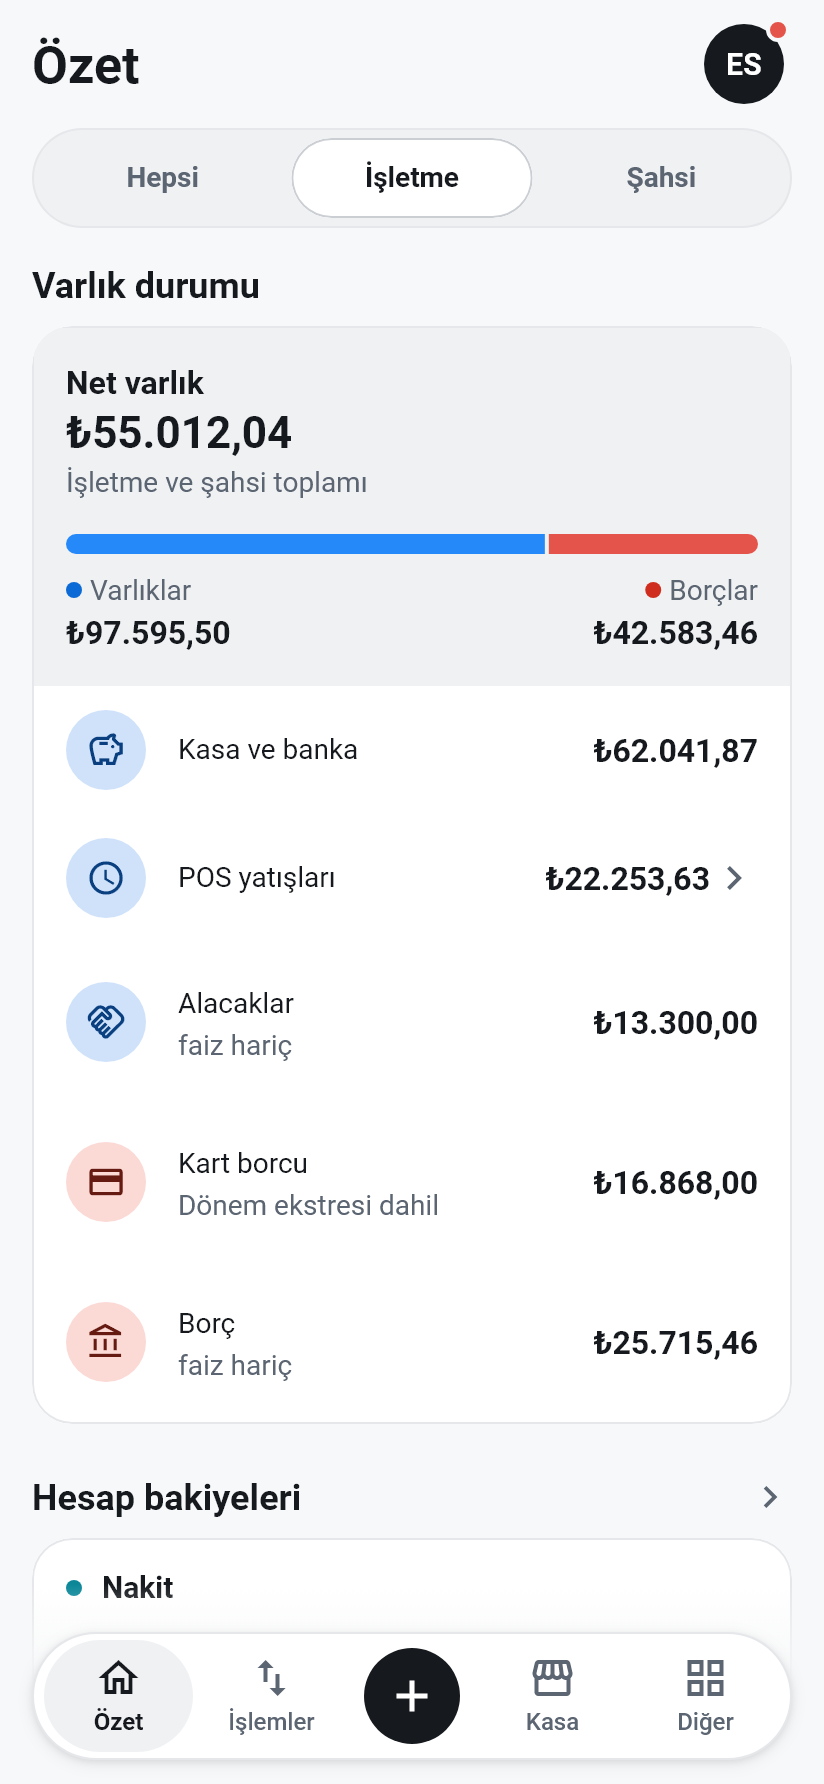 Özet
ES
Hepsi
İşletme
Şahsi
Varlık durumu
Net varlık
₺55.012,04
İşletme ve şahsi toplamı
Varlıklar
Borçlar
₺97.595,50
₺42.583,46
Kasa ve banka
₺62.041,87
POS yatışları
₺22.253,63
Alacaklar
faiz hariç
₺13.300,00
Kart borcu
Dönem ekstresi dahil
₺16.868,00
Borç
faiz hariç
₺25.715,46
Hesap bakiyeleri
Nakit
Özet
İşlemler
Kasa
Diğer